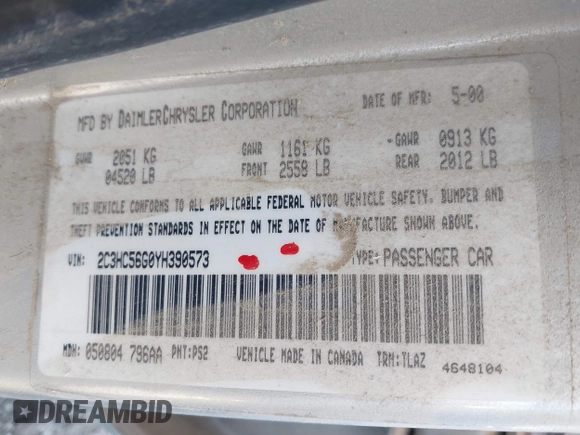 MFD BY DAIMLERCHRYSLER CORPORATION DATE OF MFR: 5-00
GVWR 2051 KG GAWR 1161 KG GAWR 0913 KG
04520 LB FRONT 2558 LB REAR 2012 LB
THIS VEHICLE CONFORMS TO ALL APPLICABLE FEDERAL MOTOR VEHICLE SAFETY, BUMPER AND
THEFT PREVENTION STANDARDS IN EFFECT ON THE DATE OF MANUFACTURE SHOWN ABOVE.
VIN: 2C3HC56G0YH390573 TYPE: PASSENGER CAR
MDH: 050804 796AA PNT: PS2 VEHICLE MADE IN CANADA TRM: TLAZ 4648104
DREAMBID